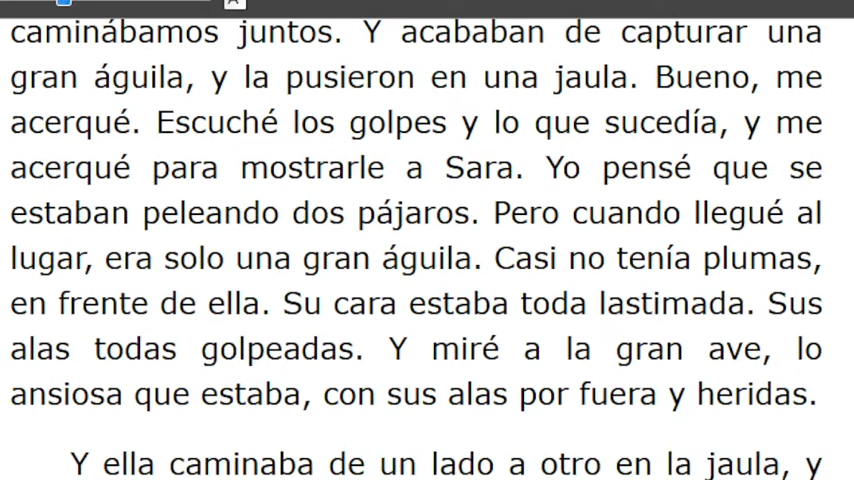 caminábamos juntos. Y acababan de capturar una
gran águila, y la pusieron en una jaula. Bueno, me
acerqué. Escuché los golpes y lo que sucedía, y me
acerqué para mostrarle a Sara. Yo pensé que se
estaban peleando dos pájaros. Pero cuando llegué al
lugar, era solo una gran águila. Casi no tenía plumas,
en frente de ella. Su cara estaba toda lastimada. Sus
alas todas golpeadas. Y miré a la gran ave, lo
ansiosa que estaba, con sus alas por fuera y heridas.
Y ella caminaba de un lado a otro en la jaula, y